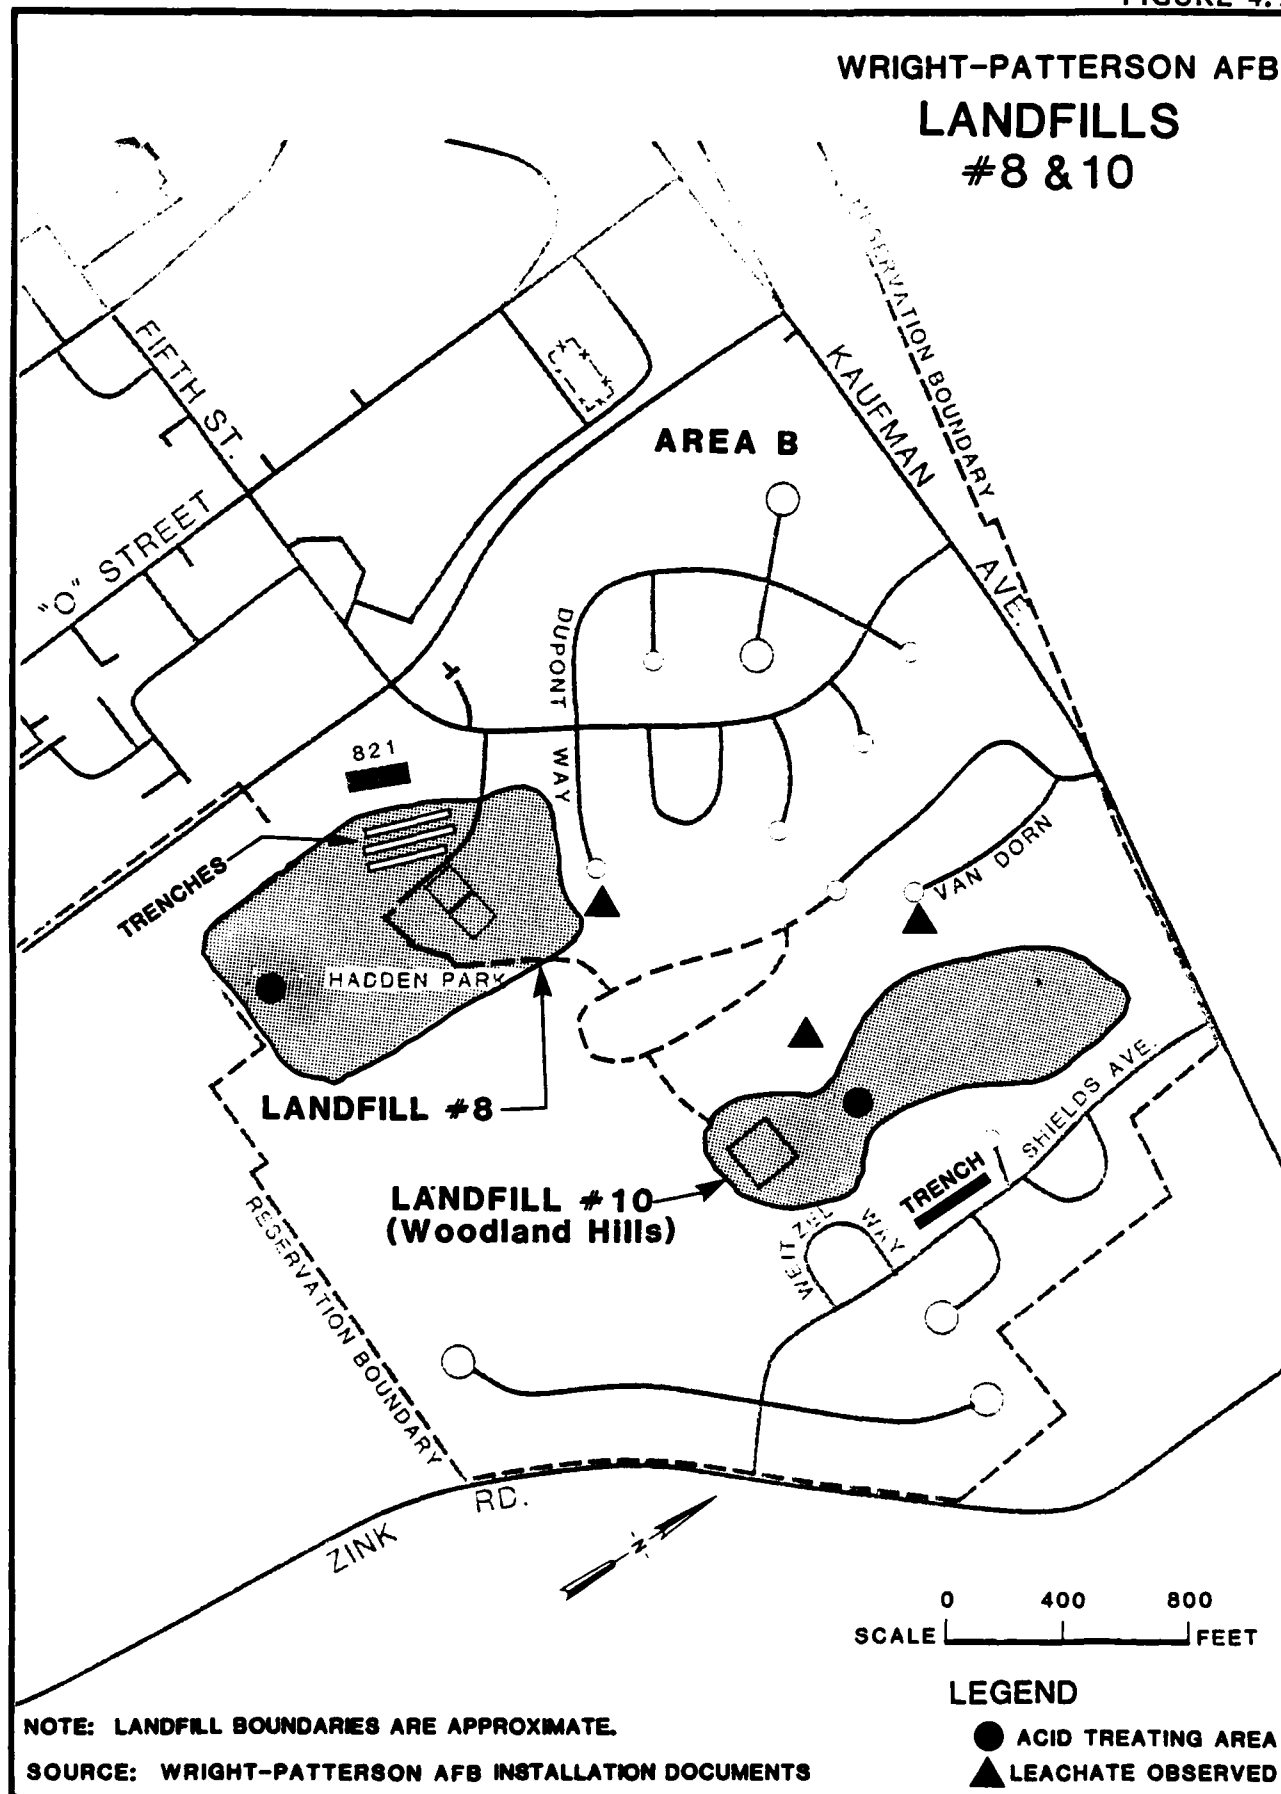 WRIGHT-PATTERSON AFB
LANDFILLS
#8 & 10
RESERVATION BOUNDARY
FIFTH ST.
KAUFMAN AVE.
AREA B
"O" STREET
DUPONT WAY
821
VAN DORN
TRENCHES
HADDEN PARK
LANDFILL #8
SHIELDS AVE.
TRENCH
LANDFILL #10
(Woodland Hills)
WEITZEL WAY
RESERVATION BOUNDARY
ZINK RD.
N
0 400 800
SCALE FEET
LEGEND
ACID TREATING AREA
LEACHATE OBSERVED
NOTE: LANDFILL BOUNDARIES ARE APPROXIMATE.
SOURCE: WRIGHT-PATTERSON AFB INSTALLATION DOCUMENTS